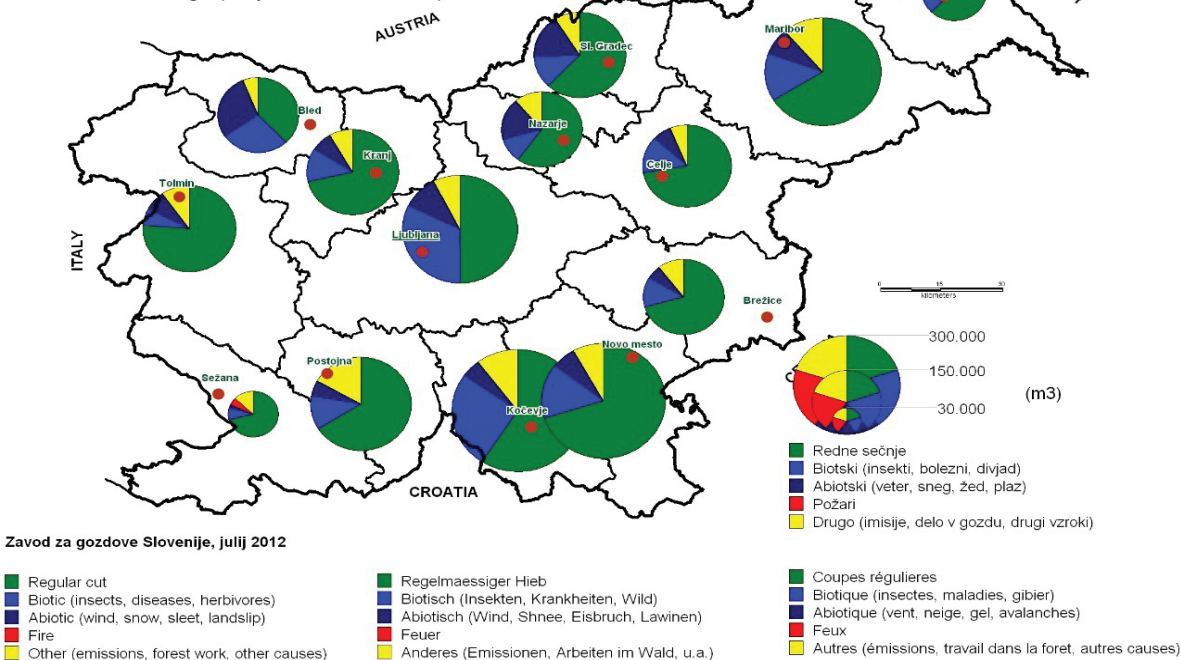 AUSTRIA
Maribor
Sl. Gradec
Bled
Nazarje
Kranj
Celje
Tolmin
Ljubljana
ITALY
0 15 30
kilometers
Brežice
Novo mesto
300.000
Postojna
150.000
Sežana
(m3)
30.000
Kočevje
CROATIA
Redne sečnje
Biotski (insekti, bolezni, divjad)
Abiotski (veter, sneg, žed, plaz)
Požari
Drugo (imisije, delo v gozdu, drugi vzroki)
Zavod za gozdove Slovenije, julij 2012
Regular cut
Biotic (insects, diseases, herbivores)
Abiotic (wind, snow, sleet, landslip)
Fire
Other (emissions, forest work, other causes)
Regelmaessiger Hieb
Biotisch (Insekten, Krankheiten, Wild)
Abiotisch (Wind, Shnee, Eisbruch, Lawinen)
Feuer
Anderes (Emissionen, Arbeiten im Wald, u.a.)
Coupes régulieres
Biotique (insectes, maladies, gibier)
Abiotique (vent, neige, gel, avalanches)
Feux
Autres (émissions, travail dans la foret, autres causes)